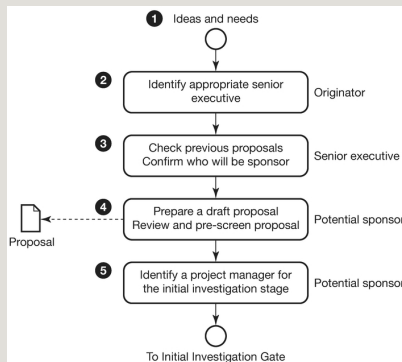 1 Ideas and needs
2 Identify appropriate senior
executive
Originator
3 Check previous proposals
Confirm who will be sponsor
Senior executive
4 Prepare a draft proposal
Review and pre-screen proposal
Potential sponsor
Proposal
5 Identify a project manager for
the initial investigation stage
Potential sponsor
To Initial Investigation Gate